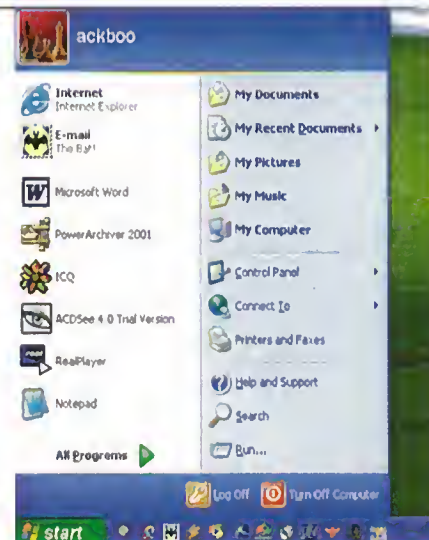 ackboo
Internet
Internet Explorer
E-mail
The Bat!
Microsoft Word
PowerArchiver 2001
ICQ
ACDSee 4.0 Trial Version
RealPlayer
Notepad
All Programs
My Documents
My Recent Documents
My Pictures
My Music
My Computer
Control Panel
Connect To
Printers and Faxes
Help and Support
Search
Run...
Log Off
Turn Off Computer
start